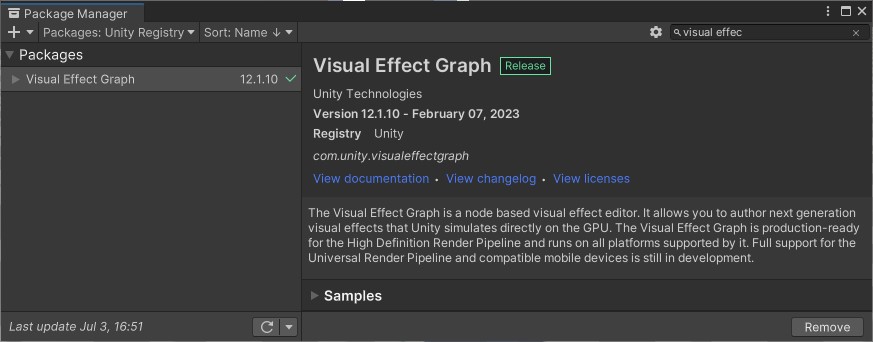 Package Manager
Packages: Unity Registry
Sort: Name ↓
visual effec
Packages
Visual Effect Graph 12.1.10
Last update Jul 3, 16:51
Visual Effect Graph Release
Unity Technologies
Version 12.1.10 - February 07, 2023
Registry Unity
com.unity.visualeffectgraph
View documentation • View changelog • View licenses
The Visual Effect Graph is a node based visual effect editor. It allows you to author next generation
visual effects that Unity simulates directly on the GPU. The Visual Effect Graph is production-ready
for the High Definition Render Pipeline and runs on all platforms supported by it. Full support for the
Universal Render Pipeline and compatible mobile devices is still in development.
Samples
Remove